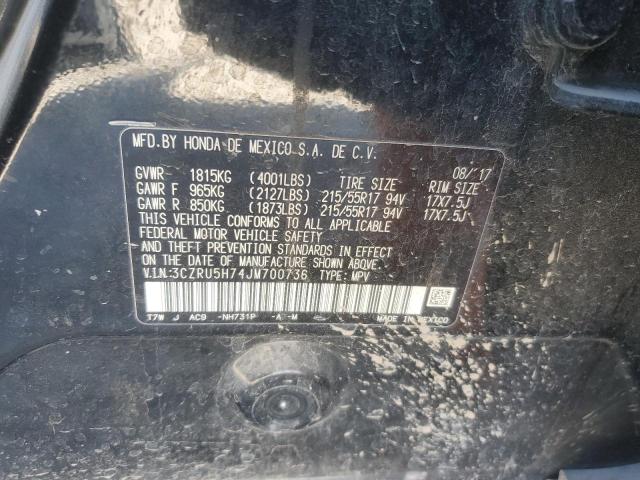 MFD.BY HONDA DE MEXICO S.A. DE C.V.
08/'17
GVWR 1815KG (4001LBS) TIRE SIZE RIM SIZE
GAWR F 965KG (2127LBS) 215/55R17 94V 17X7.5J
GAWR R 850KG (1873LBS) 215/55R17 94V 17X7.5J
THIS VEHICLE CONFORMS TO ALL APPLICABLE
FEDERAL MOTOR VEHICLE SAFETY, BUMPER,
AND THEFT PREVENTION STANDARDS IN EFFECT
ON THE DATE OF MANUFACTURE SHOWN ABOVE.
V.I.N:3CZRU5H74JM700736 TYPE: MPV
T7W J AC9 -NH731P -A -M MADE IN MEXICO